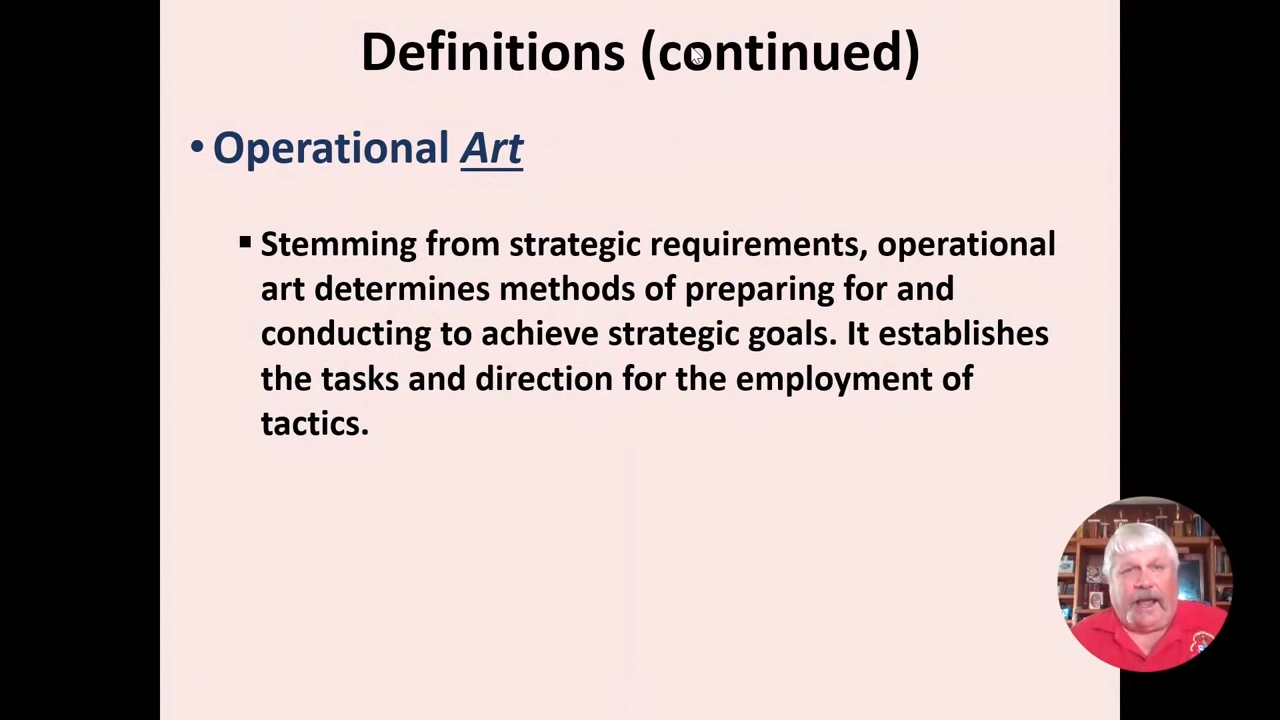 Definitions (continued)
• Operational Art
▪ Stemming from strategic requirements, operational
art determines methods of preparing for and
conducting to achieve strategic goals. It establishes
the tasks and direction for the employment of
tactics.